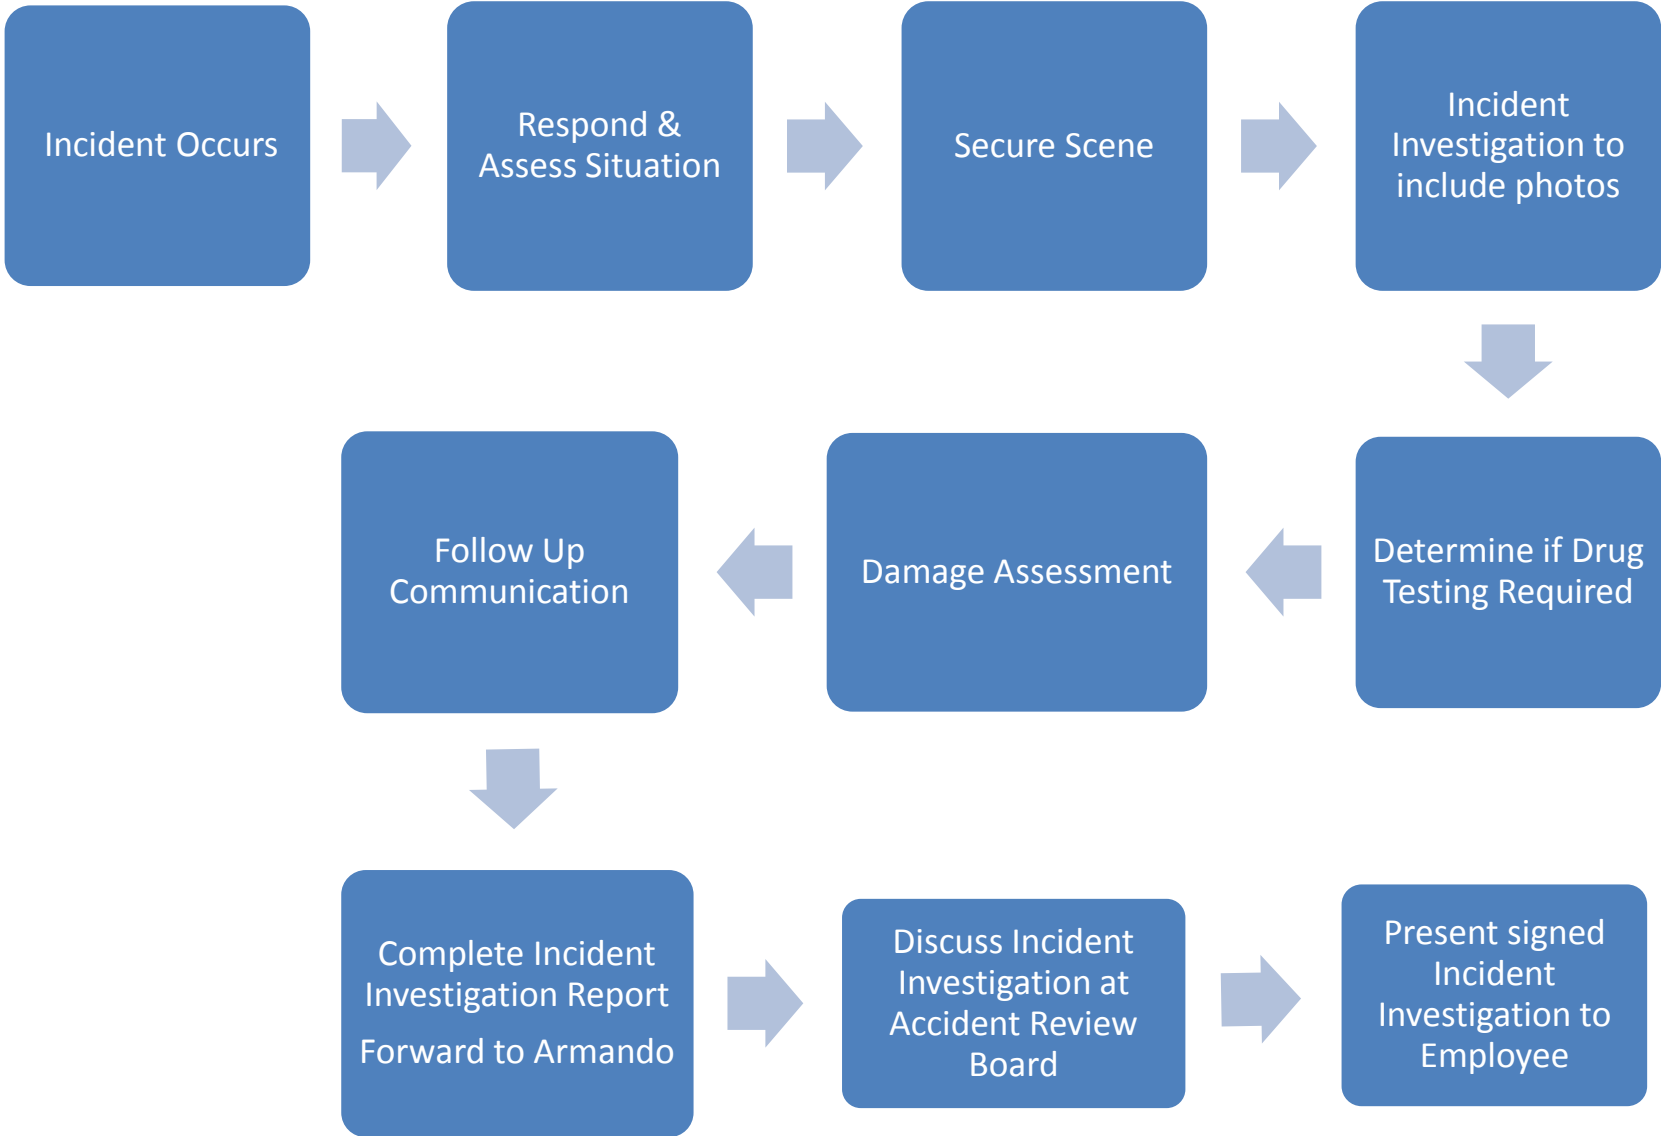 Incident Occurs
Respond &
Assess Situation
Secure Scene
Incident
Investigation to
include photos
Determine if Drug
Testing Required
Damage Assessment
Follow Up
Communication
Complete Incident
Investigation Report
Forward to Armando
Discuss Incident
Investigation at
Accident Review
Board
Present signed
Incident
Investigation to
Employee